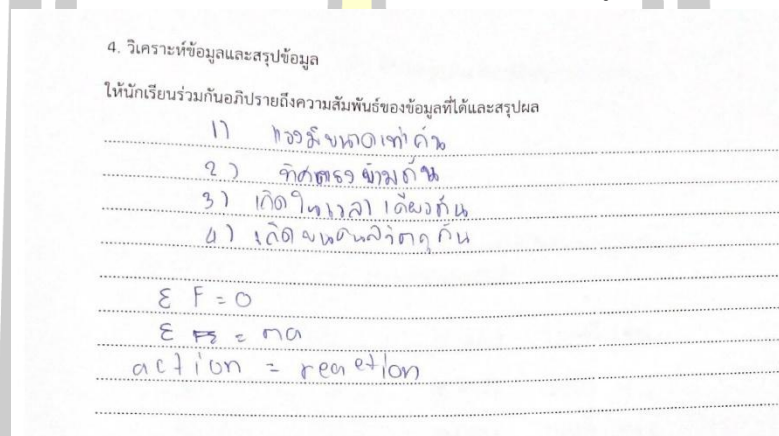 4. วิเคราะห์ข้อมูลและสรุปข้อมูล
ให้นักเรียนร่วมกันอภิปรายถึงความสัมพันธ์ของข้อมูลที่ได้และสรุปผล
1) แรงมีขนาดเท่ากัน
2) ทิศตรงข้ามกัน
3) เกิดในเวลาเดียวกัน
4) เกิดบนคนละวัตถุกัน
Σ F = 0
Σ F = ma
action = reaction